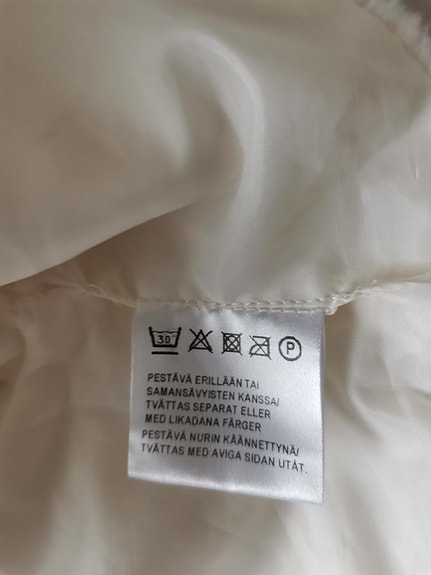 30° P
PESTÄVÄ ERILLÄÄN TAI
SAMANSÄVYISTEN KANSSA/
TVÄTTAS SEPARAT ELLER
MED LIKADANA FÄRGER
PESTÄVÄ NURIN KÄÄNNETTYNÄ/
TVÄTTAS MED AVIGA SIDAN UTÅT.